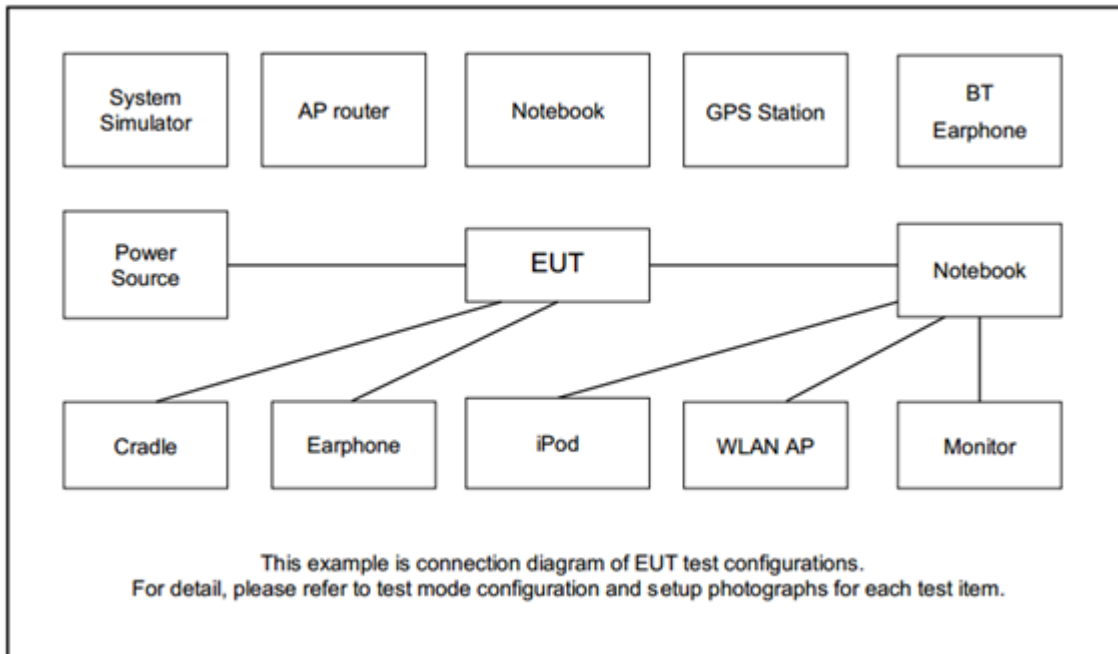 System
Simulator
AP router
Notebook
GPS Station
BT
Earphone
Power
Source
EUT
Notebook
Cradle
Earphone
iPod
WLAN AP
Monitor
This example is connection diagram of EUT test configurations.
For detail, please refer to test mode configuration and setup photographs for each test item.